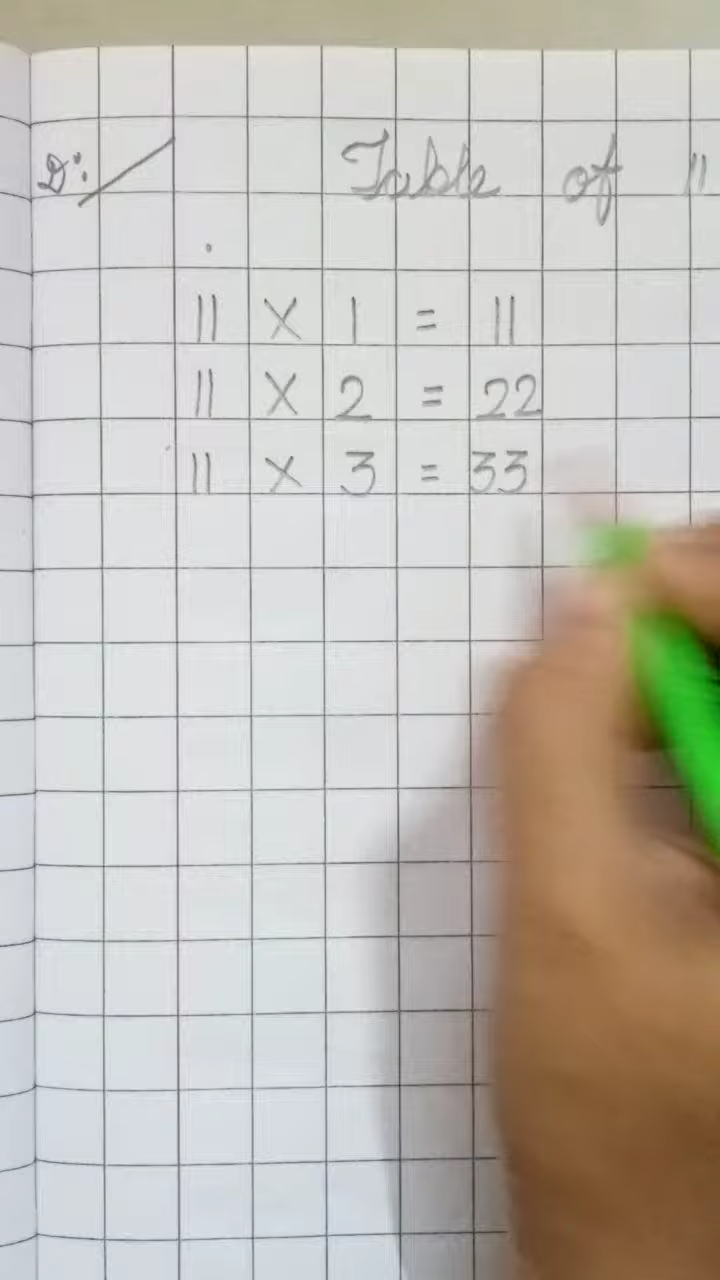 D:/ Table of 11
11 X 1 = 11
11 X 2 = 22
11 X 3 = 33